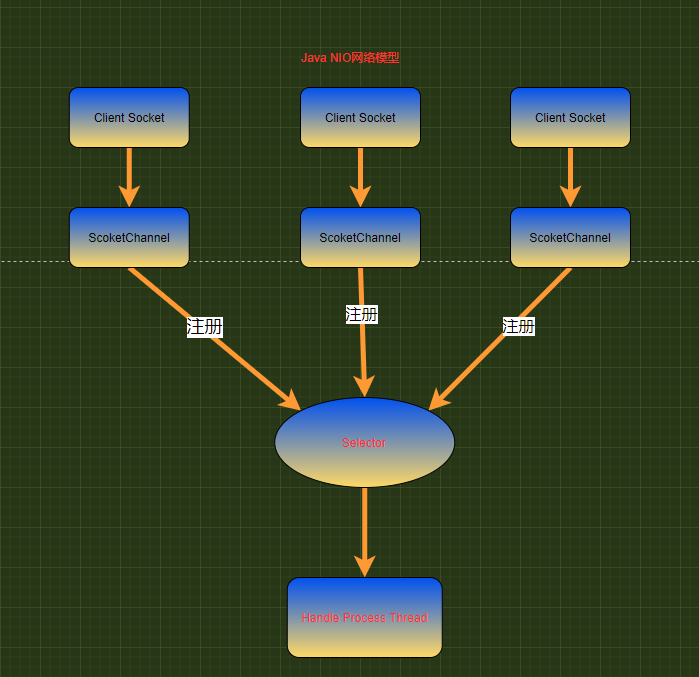 Java NIO网络模型
Client Socket
Client Socket
Client Socket
ScoketChannel
ScoketChannel
ScoketChannel
注册
注册
注册
Selector
Handle Process Thread